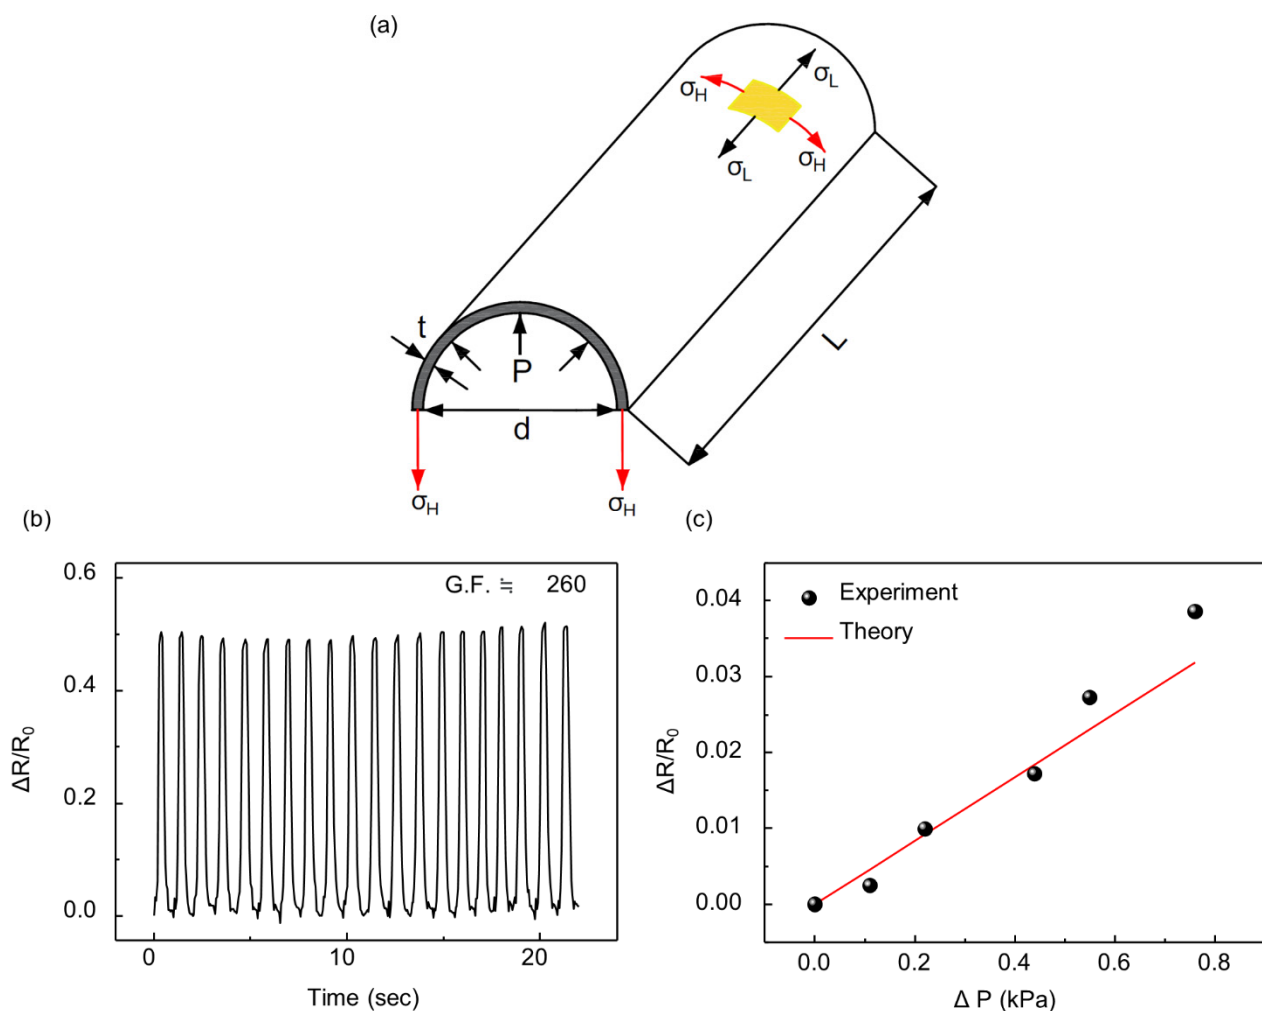 (a)
σL
σH
σH
σL
t
P
d
L
σH
σH
(b)
G.F. ≒ 260
0.6
0.4
0.2
0.0
ΔR/R0
0
10
20
Time (sec)
(c)
Experiment
Theory
0.04
0.03
0.02
0.01
0.00
ΔR/R0
0.0
0.2
0.4
0.6
0.8
Δ P (kPa)